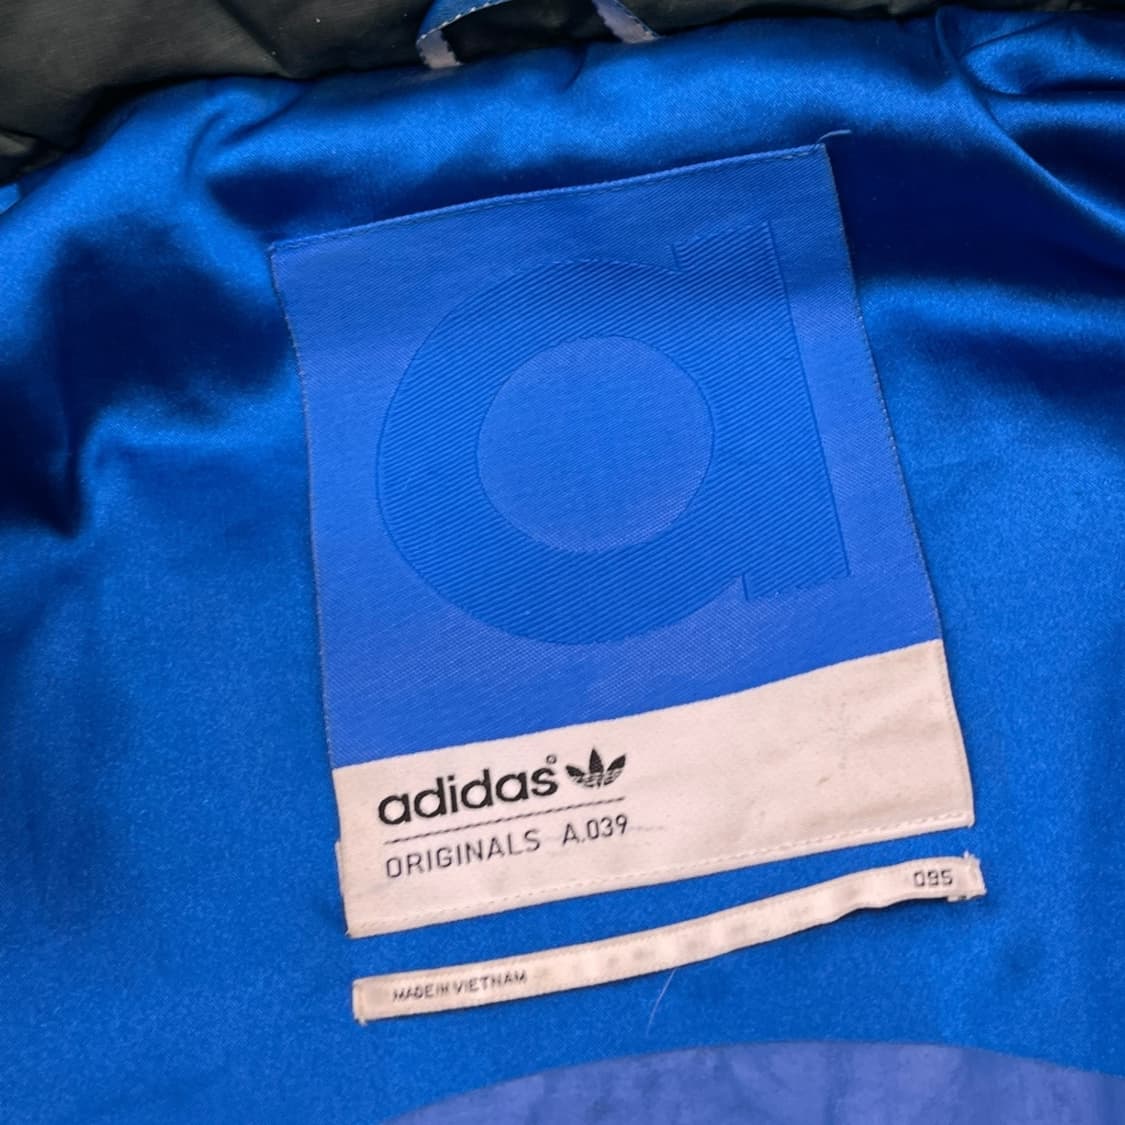 a
adidas
ORIGINALS A.039
095
MADE IN VIETNAM